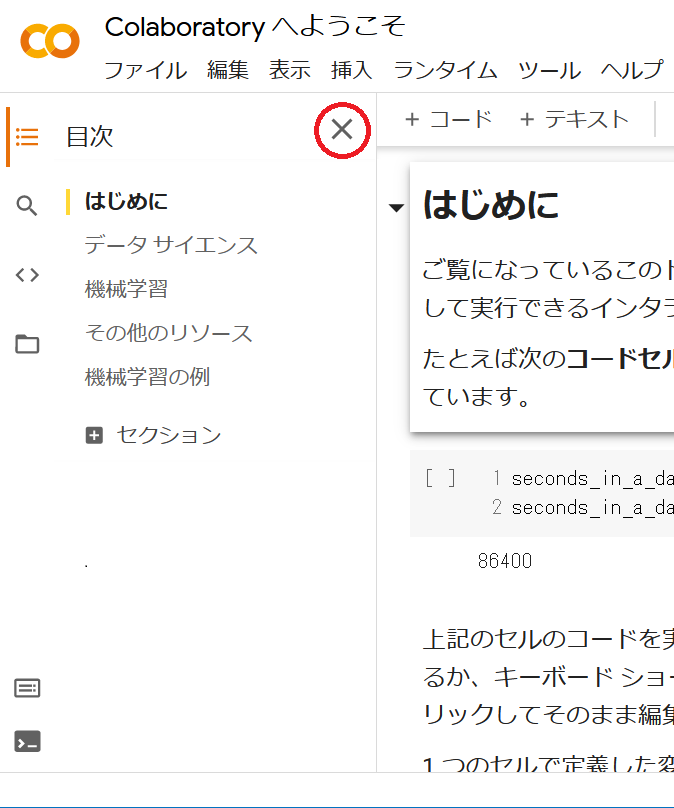 Colaboratory へようこそ
ファイル 編集 表示 挿入 ランタイム ツール ヘルプ
目次
はじめに
データ サイエンス
機械学習
その他のリソース
機械学習の例
セクション
+ コード + テキスト
はじめに
ご覧になっているこの
して実行できるインタラ
たとえば次のコードセル
ています。
[ ] 1 seconds_in_a_da
2 seconds_in_a_da
86400
上記のセルのコードを実
るか、キーボード ショー
リックしてそのまま編集
1 つのセルで定義した変